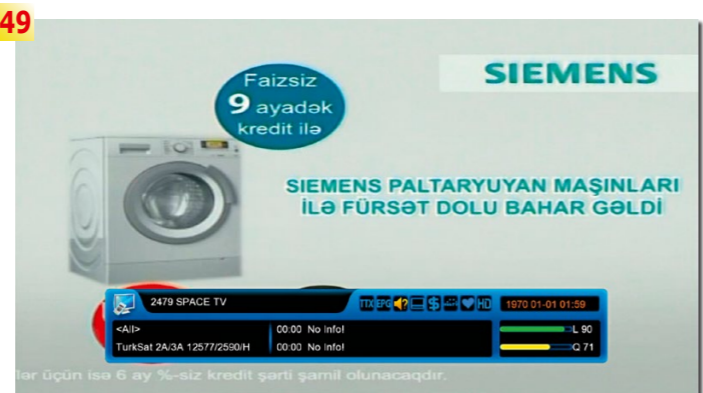 49
Faizsiz
9 ayadək
kredit ilə
SIEMENS
SIEMENS PALTARYUYAN MAŞINLARI
İLƏ FÜRSƏT DOLU BAHAR GƏLDİ
2479 SPACE TV
TTX EPG $ HD
1970 01-01 01:59
<All>
00:00 No Info!
L 90
TurkSat 2A/3A 12577/2590/H
00:00 No Info!
Q 71
lər üçün isə 6 ay %-siz kredit şərti şamil olunacaqdır.